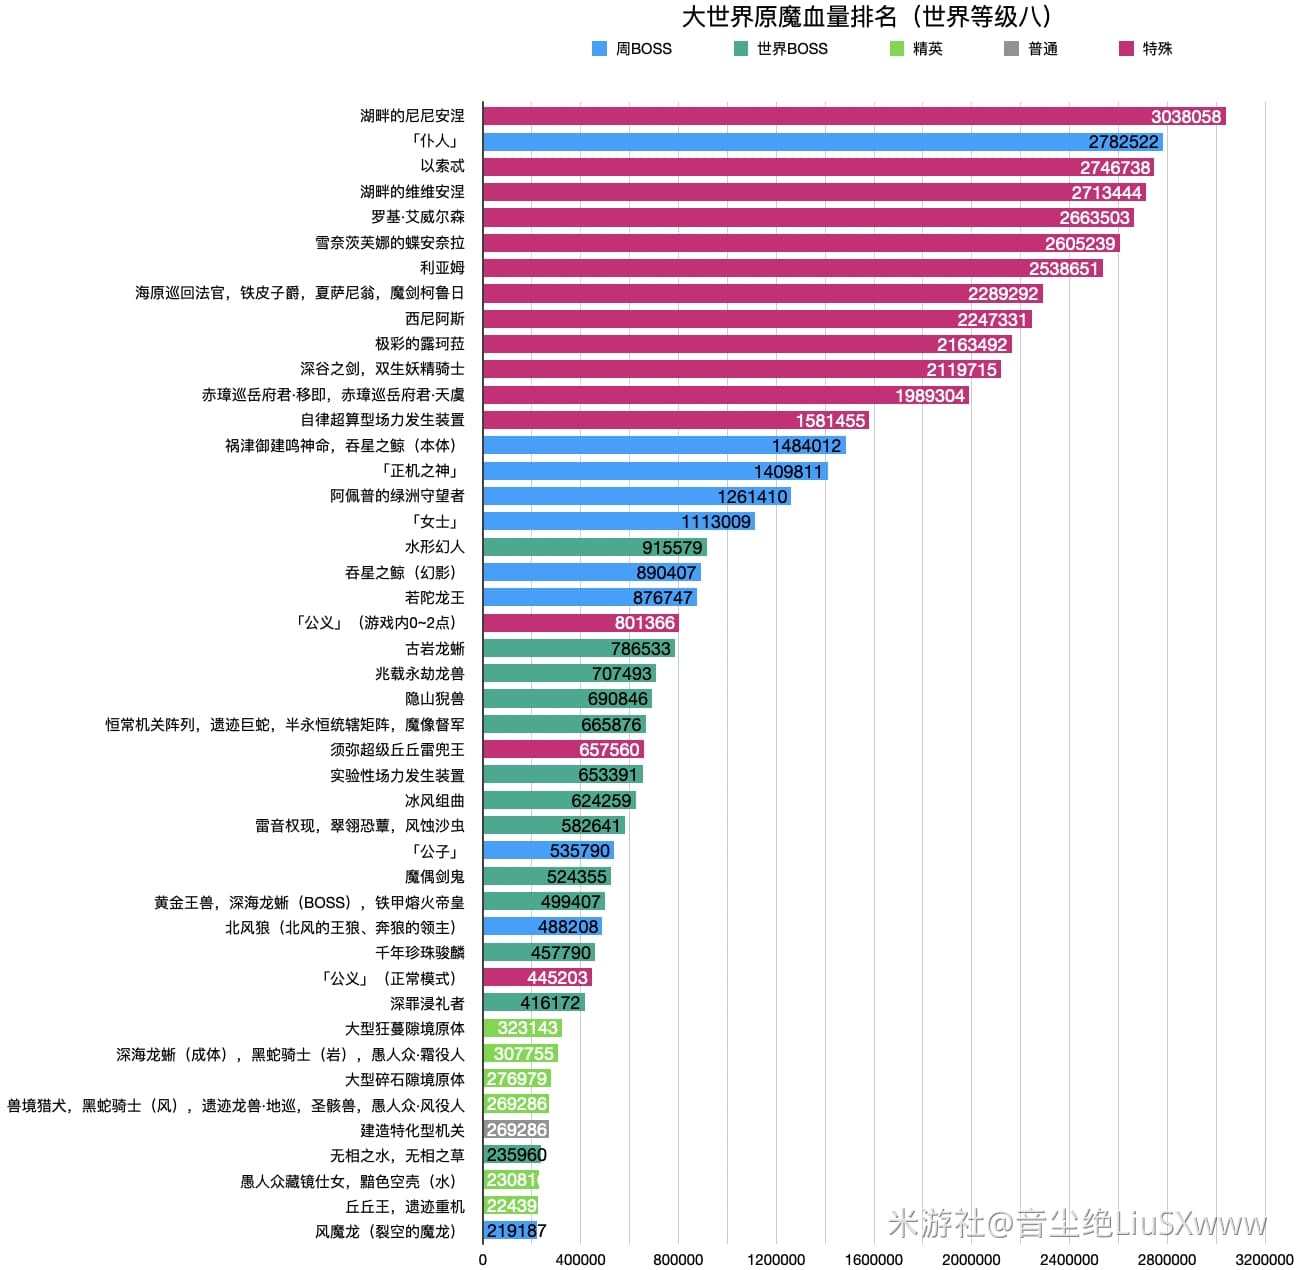 大世界原魔血量排名（世界等级八）
周BOSS 世界BOSS 精英 普通 特殊
湖畔的尼尼安涅 3038058
「仆人」 2782522
以索忒 2746738
湖畔的维维安涅 2713444
罗基·艾威尔森 2663503
雪奈茨芙娜的蝶安奈拉 2605239
利亚姆 2538651
海原巡回法官，铁皮子爵，夏萨尼翁，魔剑柯鲁日 2289292
西尼阿斯 2247331
极彩的露珂菈 2163492
深谷之剑，双生妖精骑士 2119715
赤璋巡岳府君·移即，赤璋巡岳府君·天虞 1989304
自律超算型场力发生装置 1581455
祸津御建鸣神命，吞星之鲸（本体） 1484012
「正机之神」 1409811
阿佩普的绿洲守望者 1261410
「女士」 1113009
水形幻人 915579
吞星之鲸（幻影） 890407
若陀龙王 876747
「公义」（游戏内0~2点） 801366
古岩龙蜥 786533
兆载永劫龙兽 707493
隐山猊兽 690846
恒常机关阵列，遗迹巨蛇，半永恒统辖矩阵，魔像督军 665876
须弥超级丘丘雷兜王 657560
实验性场力发生装置 653391
冰风组曲 624259
雷音权现，翠翎恐蕈，风蚀沙虫 582641
「公子」 535790
魔偶剑鬼 524355
黄金王兽，深海龙蜥（BOSS），铁甲熔火帝皇 499407
北风狼（北风的王狼、奔狼的领主） 488208
千年珍珠骏麟 457790
「公义」（正常模式） 445203
深罪浸礼者 416172
大型狂蔓隙境原体 323143
深海龙蜥（成体），黑蛇骑士（岩），愚人众·霜役人 307755
大型碎石隙境原体 276979
兽境猎犬，黑蛇骑士（风），遗迹龙兽·地巡，圣骸兽，愚人众·风役人 269286
建造特化型机关 269286
无相之水，无相之草 235960
愚人众藏镜仕女，黯色空壳（水） 23081
丘丘王，遗迹重机 22439
风魔龙（裂空的魔龙） 219187
0 400000 800000 1200000 1600000 2000000 2400000 2800000 3200000
米游社@音尘绝LiuSXwww